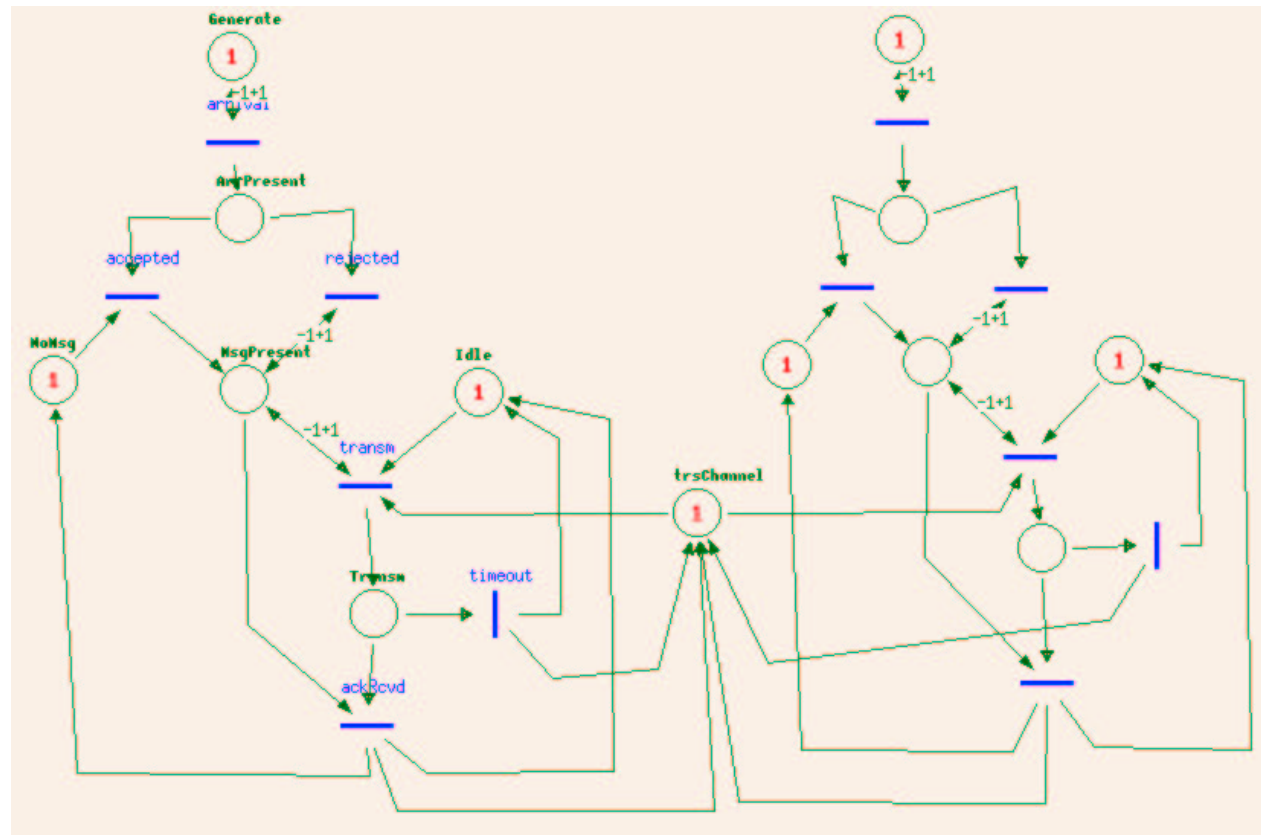 Generate
1
1
-1+1
-1+1
arrival
ArrPresent
accepted
rejected
-1+1
-1+1
NoMsg
MsgPresent
Idle
1
1
1
1
-1+1
-1+1
transm
trsChannel
1
Transm
timeout
ackRcvd